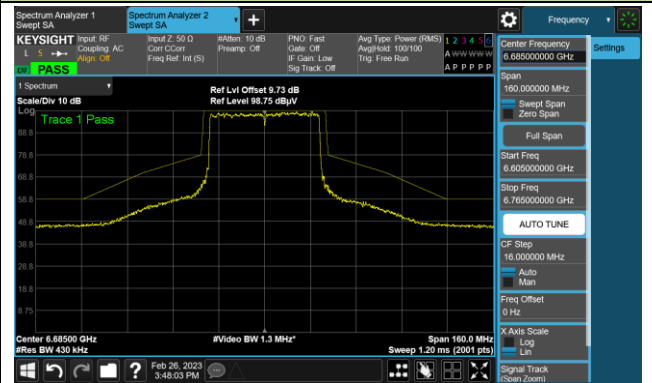 Spectrum Analyzer 1
Swept SA
Spectrum Analyzer 2
Swept SA
Frequency
KEYSIGHT
Input: RF
Coupling: AC
Align: Off
Input Z: 50 Ω
Corr CCorr
Freq Ref: Int (S)
#Atten: 10 dB
Preamp: Off
PNO: Fast
Gate: Off
IF Gain: Low
Sig Track: Off
Avg Type: Power (RMS)
Avg|Hold: 100/100
Trig: Free Run
1 2 3 4 5 6
A W W W W W
A P P P P P
L S
LNI PASS
1 Spectrum
Scale/Div 10 dB
Ref Lvl Offset 9.73 dB
Ref Level 98.75 dBµV
Log
Trace 1 Pass
88.8
78.8
68.8
58.8
48.8
38.8
28.8
18.8
8.75
Center 6.68500 GHz
#Res BW 430 kHz
#Video BW 1.3 MHz*
Span 160.0 MHz
Sweep 1.20 ms (2001 pts)
Feb 26, 2023
3:48:03 PM
Center Frequency
6.685000000 GHz
Settings
Span
160.000000 MHz
Swept Span
Zero Span
Full Span
Start Freq
6.605000000 GHz
Stop Freq
6.765000000 GHz
AUTO TUNE
CF Step
16.000000 MHz
Auto
Man
Freq Offset
0 Hz
X Axis Scale
Log
Lin
Signal Track
(Span Zoom)